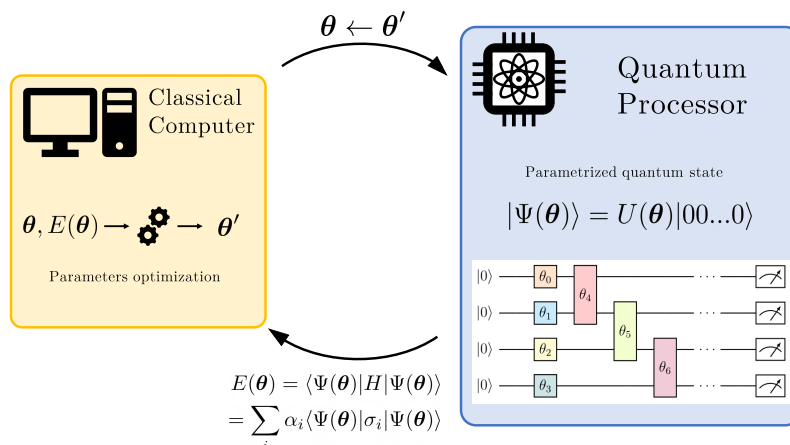 θ ← θ′
Classical
Computer
θ, E(θ) → → θ′
Parameters optimization
Quantum
Processor
Parametrized quantum state
|Ψ(θ)⟩ = U(θ)|00...0⟩
|0⟩ θ₀ θ₄ ···
|0⟩ θ₁ θ₅ ···
|0⟩ θ₂ θ₆ ···
|0⟩ θ₃ ···
E(θ) = ⟨Ψ(θ)|H|Ψ(θ)⟩
= ∑ αᵢ⟨Ψ(θ)|σᵢ|Ψ(θ)⟩